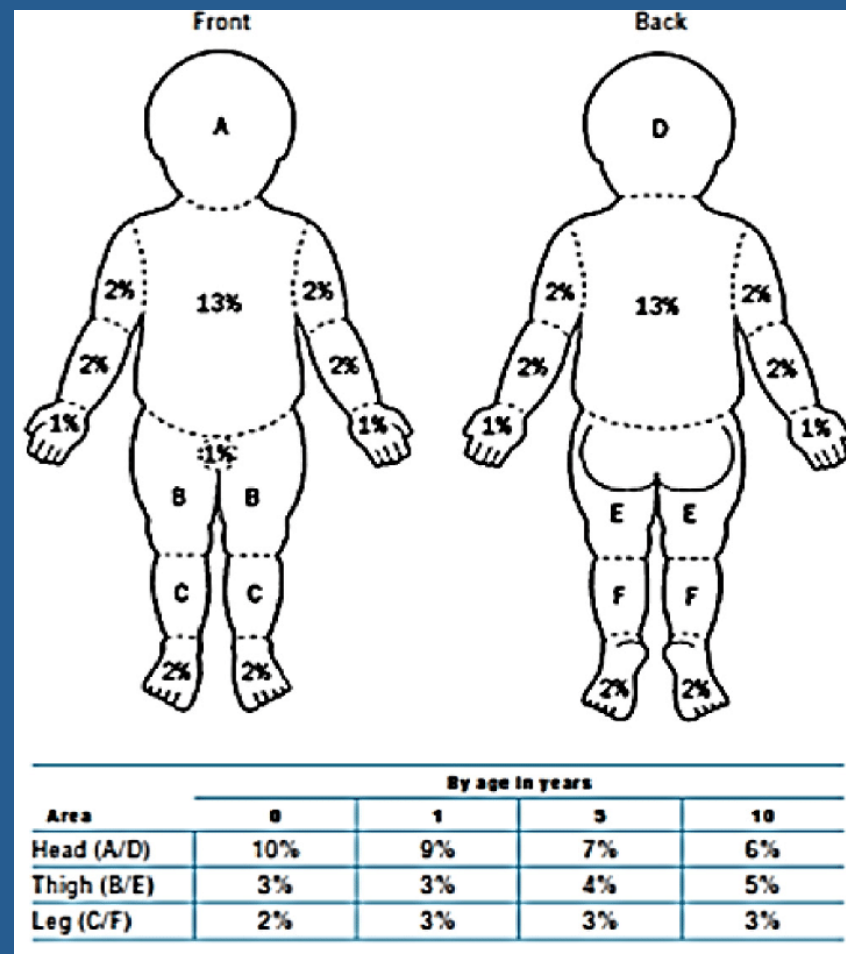 Front Back
A D
2% 13% 2% 2% 13% 2%
2% 2% 2% 2%
1% 1% 1% 1%
1%
B B E E
C C F F
2% 2% 2% 2%
By age in years
Area 0 1 5 10
Head (A/D) 10% 9% 7% 6%
Thigh (B/E) 3% 3% 4% 5%
Leg (C/F) 2% 3% 3% 3%